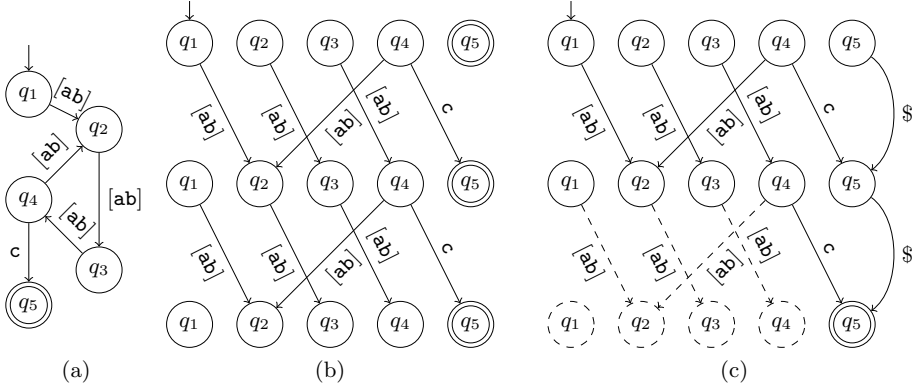 q1
[ab]
q2
[ab]
q4
[ab]
[ab]
c
q3
q5
(a)
q1 q2 q3 q4 q5
[ab] [ab] [ab] [ab] c
q1 q2 q3 q4 q5
[ab] [ab] [ab] [ab] c
q1 q2 q3 q4 q5
(b)
q1 q2 q3 q4 q5
[ab] [ab] [ab] [ab] c $
q1 q2 q3 q4 q5
[ab] [ab] [ab] [ab] c $
q1 q2 q3 q4 q5
(c)